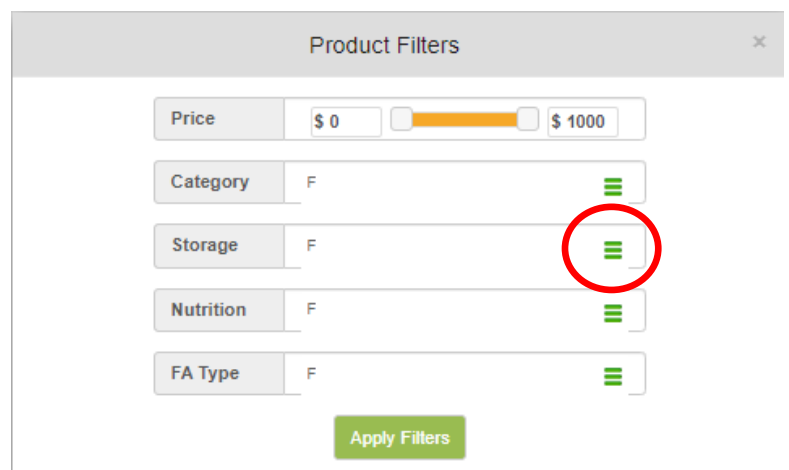 Product Filters ×
Price $ 0 $ 1000
Category F
Storage F
Nutrition F
FA Type F
Apply Filters